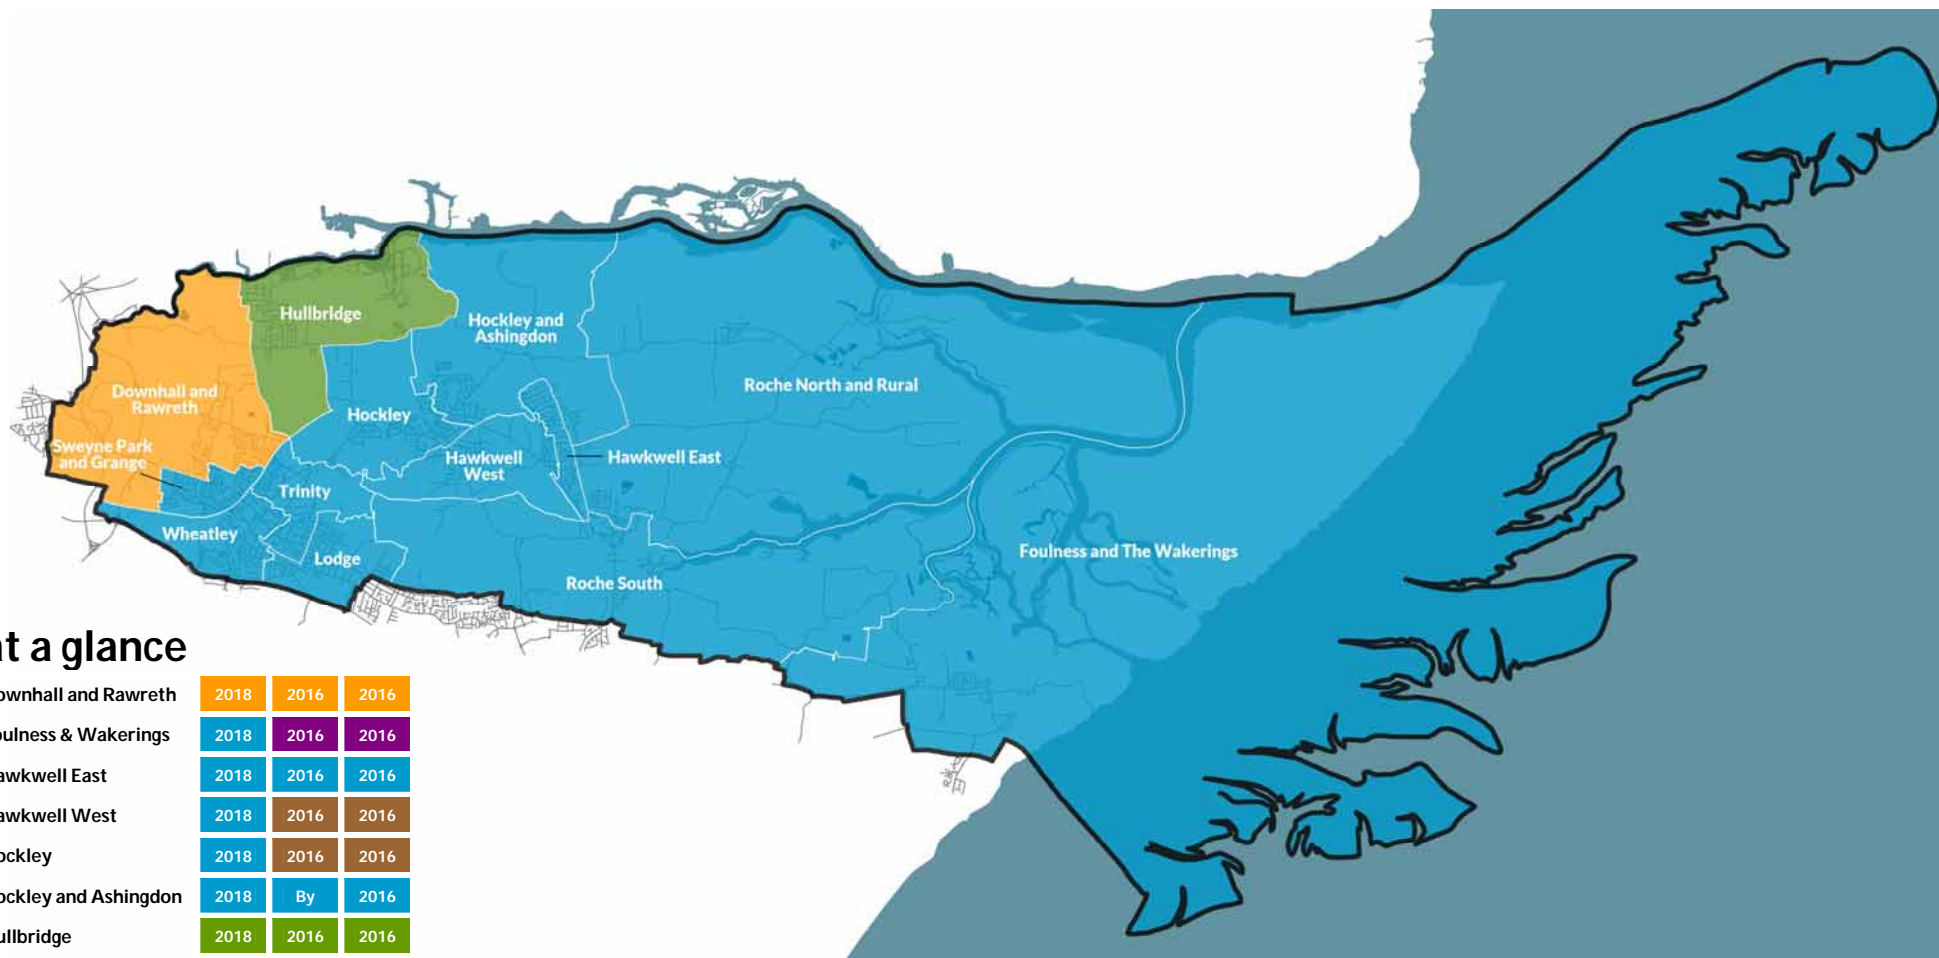 Hullbridge
Hockley and
Ashingdon
Downhall and
Rawreth
Roche North and Rural
Hockley
Sweyne Park
and Grange
Hawkwell
West
Hawkwell East
Trinity
Wheatley
Lodge
Foulness and The Wakerings
Roche South
at a glance
ownhall and Rawreth 2018 2016 2016
oulness & Wakerings 2018 2016 2016
awkwell East 2018 2016 2016
awkwell West 2018 2016 2016
ockley 2018 2016 2016
ockley and Ashingdon 2018 By 2016
ullbridge 2018 2016 2016